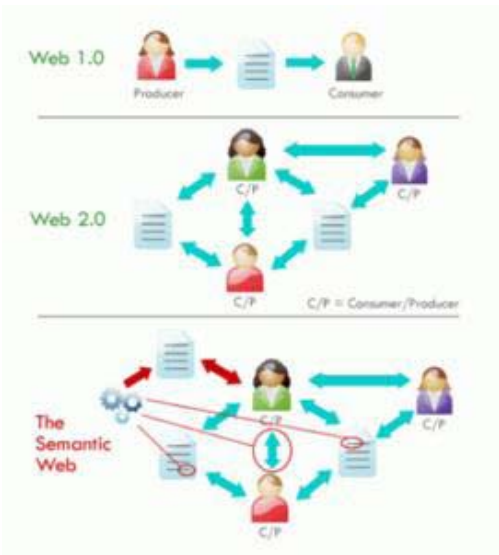 Web 1.0
Producer
Consumer
Web 2.0
C/P
C/P
C/P
C/P = Consumer/Producer
The
Semantic
Web
C/P
C/P
C/P